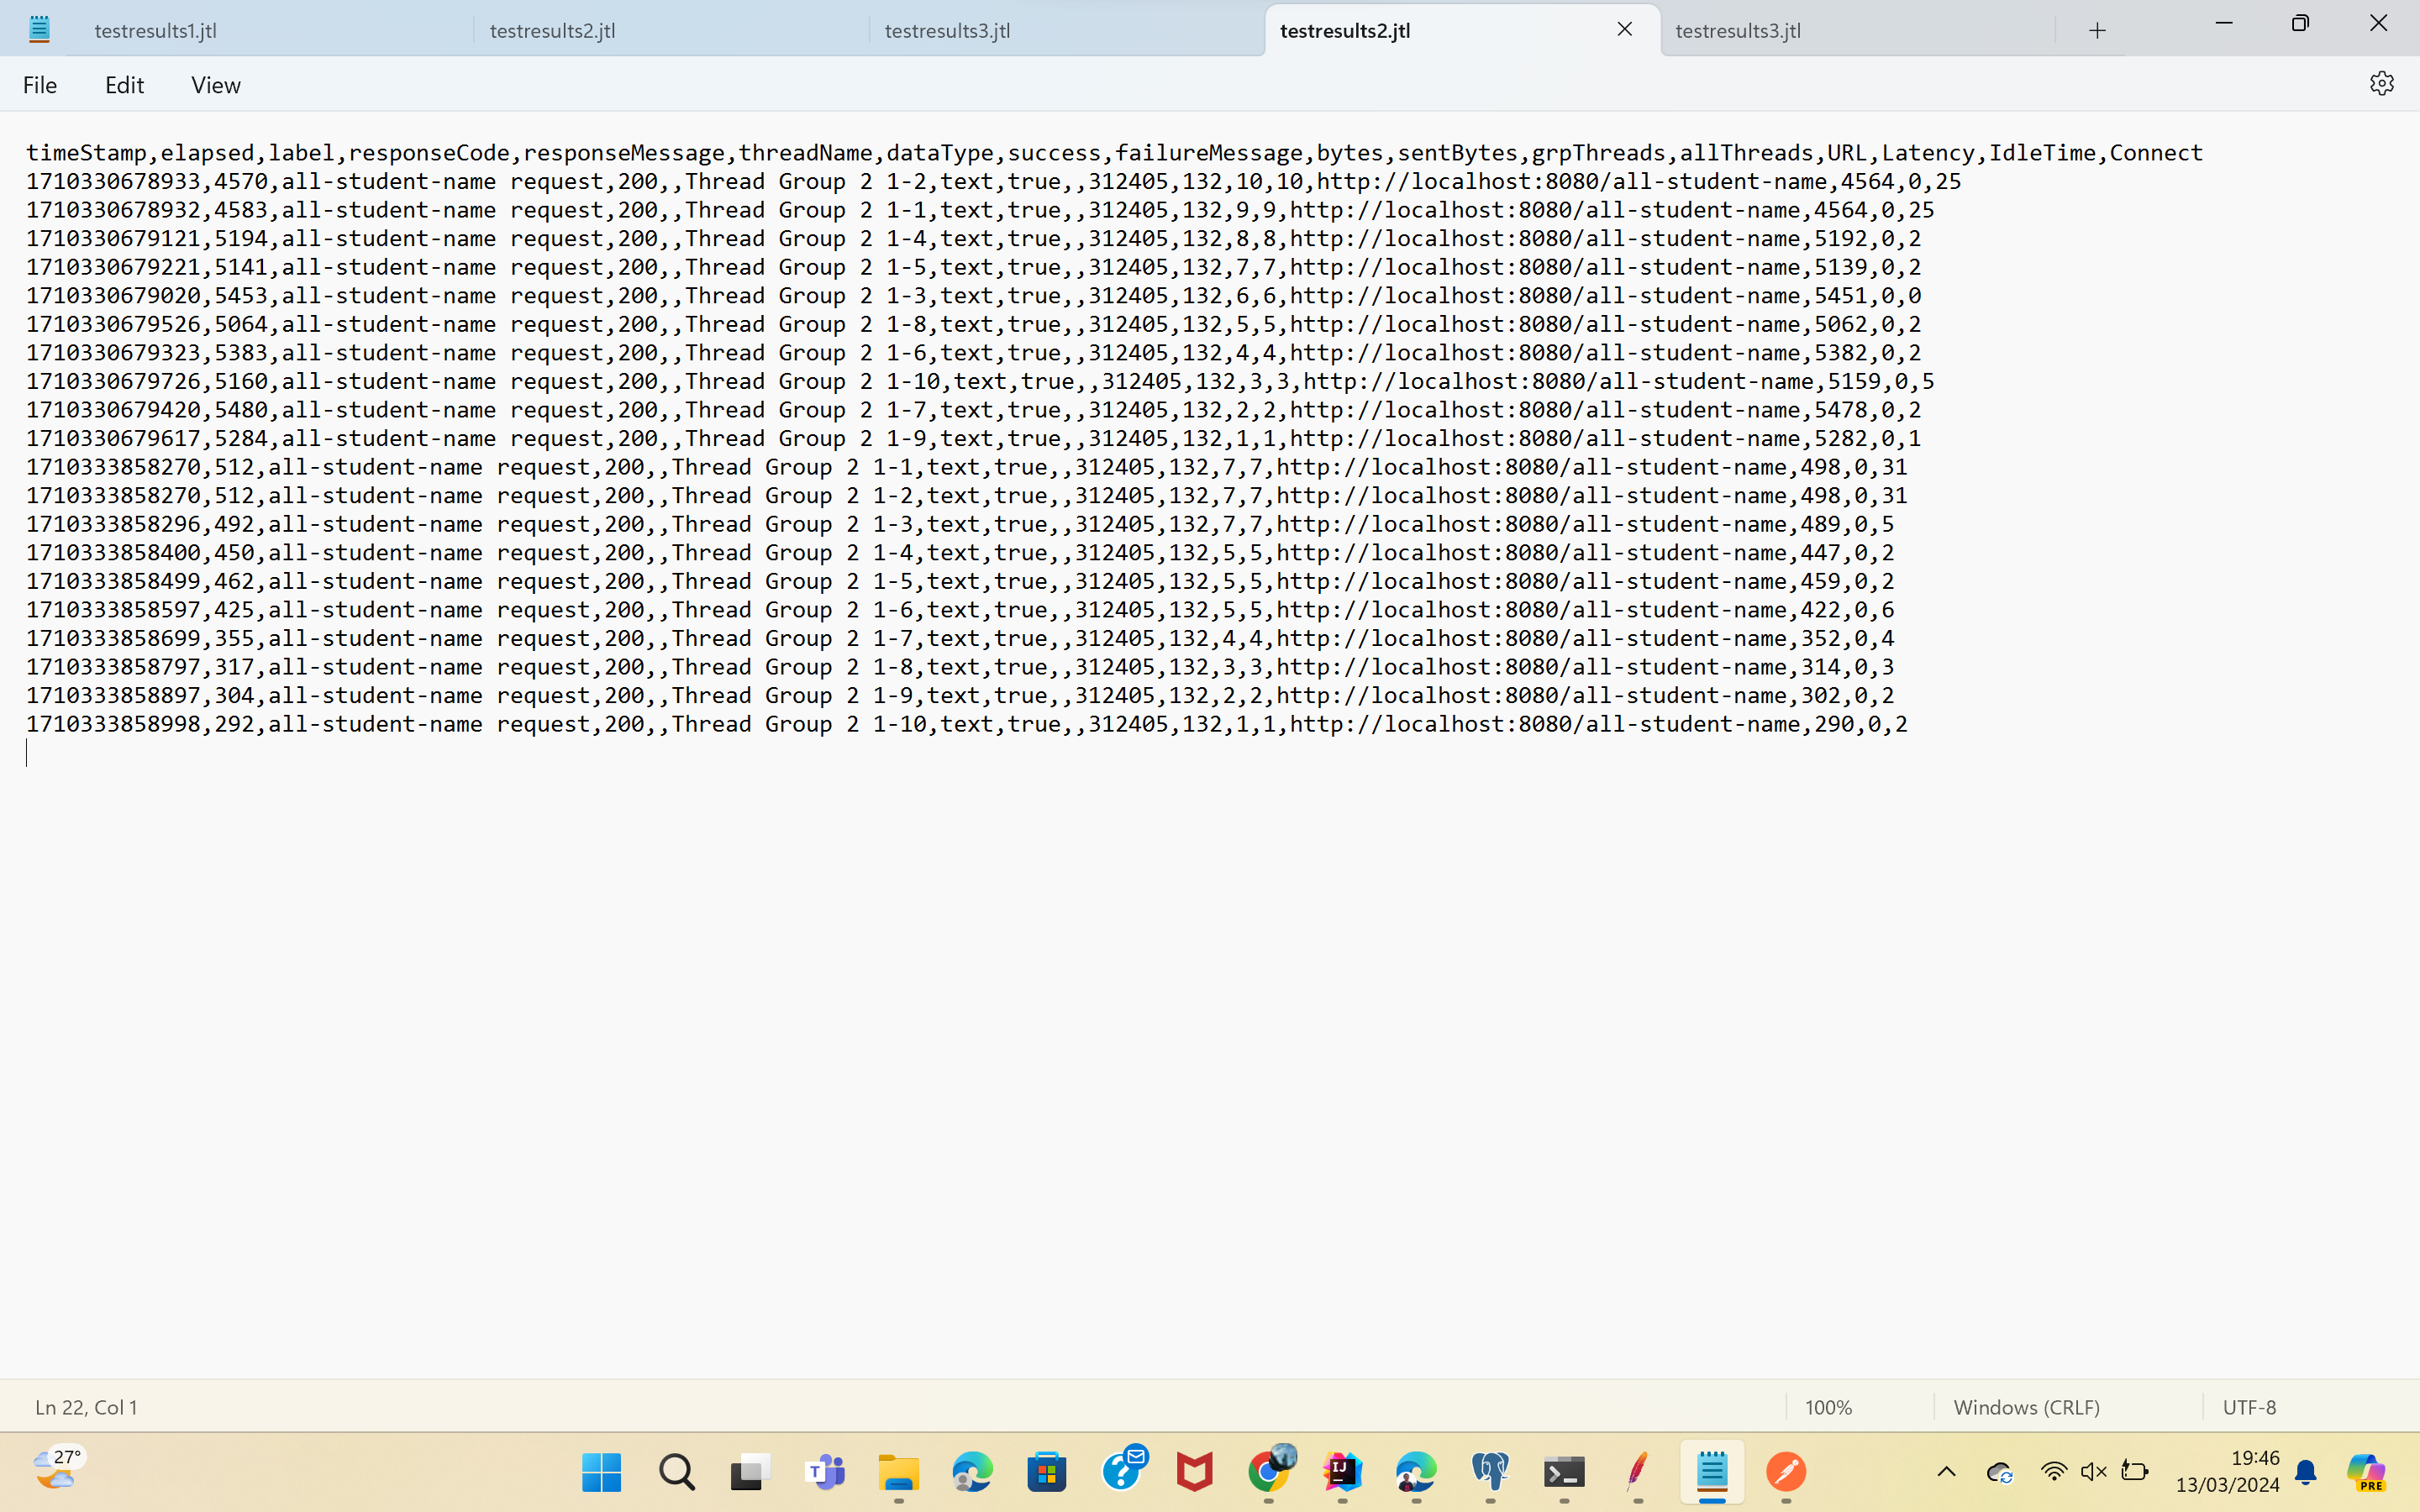 testresults1.jtl testresults2.jtl testresults3.jtl testresults2.jtl testresults3.jtl
File Edit View
timeStamp,elapsed,label,responseCode,responseMessage,threadName,dataType,success,failureMessage,bytes,sentBytes,grpThreads,allThreads,URL,Latency,IdleTime,Connect
1710330678933,4570,all-student-name request,200,,Thread Group 2 1-2,text,true,,312405,132,10,10,http://localhost:8080/all-student-name,4564,0,25
1710330678932,4583,all-student-name request,200,,Thread Group 2 1-1,text,true,,312405,132,9,9,http://localhost:8080/all-student-name,4564,0,25
1710330679121,5194,all-student-name request,200,,Thread Group 2 1-4,text,true,,312405,132,8,8,http://localhost:8080/all-student-name,5192,0,2
1710330679221,5141,all-student-name request,200,,Thread Group 2 1-5,text,true,,312405,132,7,7,http://localhost:8080/all-student-name,5139,0,2
1710330679020,5453,all-student-name request,200,,Thread Group 2 1-3,text,true,,312405,132,6,6,http://localhost:8080/all-student-name,5451,0,0
1710330679526,5064,all-student-name request,200,,Thread Group 2 1-8,text,true,,312405,132,5,5,http://localhost:8080/all-student-name,5062,0,2
1710330679323,5383,all-student-name request,200,,Thread Group 2 1-6,text,true,,312405,132,4,4,http://localhost:8080/all-student-name,5382,0,2
1710330679726,5160,all-student-name request,200,,Thread Group 2 1-10,text,true,,312405,132,3,3,http://localhost:8080/all-student-name,5159,0,5
1710330679420,5480,all-student-name request,200,,Thread Group 2 1-7,text,true,,312405,132,2,2,http://localhost:8080/all-student-name,5478,0,2
1710330679617,5284,all-student-name request,200,,Thread Group 2 1-9,text,true,,312405,132,1,1,http://localhost:8080/all-student-name,5282,0,1
1710333858270,512,all-student-name request,200,,Thread Group 2 1-1,text,true,,312405,132,7,7,http://localhost:8080/all-student-name,498,0,31
1710333858270,512,all-student-name request,200,,Thread Group 2 1-2,text,true,,312405,132,7,7,http://localhost:8080/all-student-name,498,0,31
1710333858296,492,all-student-name request,200,,Thread Group 2 1-3,text,true,,312405,132,7,7,http://localhost:8080/all-student-name,489,0,5
1710333858400,450,all-student-name request,200,,Thread Group 2 1-4,text,true,,312405,132,5,5,http://localhost:8080/all-student-name,447,0,2
1710333858499,462,all-student-name request,200,,Thread Group 2 1-5,text,true,,312405,132,5,5,http://localhost:8080/all-student-name,459,0,2
1710333858597,425,all-student-name request,200,,Thread Group 2 1-6,text,true,,312405,132,5,5,http://localhost:8080/all-student-name,422,0,6
1710333858699,355,all-student-name request,200,,Thread Group 2 1-7,text,true,,312405,132,4,4,http://localhost:8080/all-student-name,352,0,4
1710333858797,317,all-student-name request,200,,Thread Group 2 1-8,text,true,,312405,132,3,3,http://localhost:8080/all-student-name,314,0,3
1710333858897,304,all-student-name request,200,,Thread Group 2 1-9,text,true,,312405,132,2,2,http://localhost:8080/all-student-name,302,0,2
1710333858998,292,all-student-name request,200,,Thread Group 2 1-10,text,true,,312405,132,1,1,http://localhost:8080/all-student-name,290,0,2
Ln 22, Col 1 100% Windows (CRLF) UTF-8
27° 19:46
13/03/2024
PRE